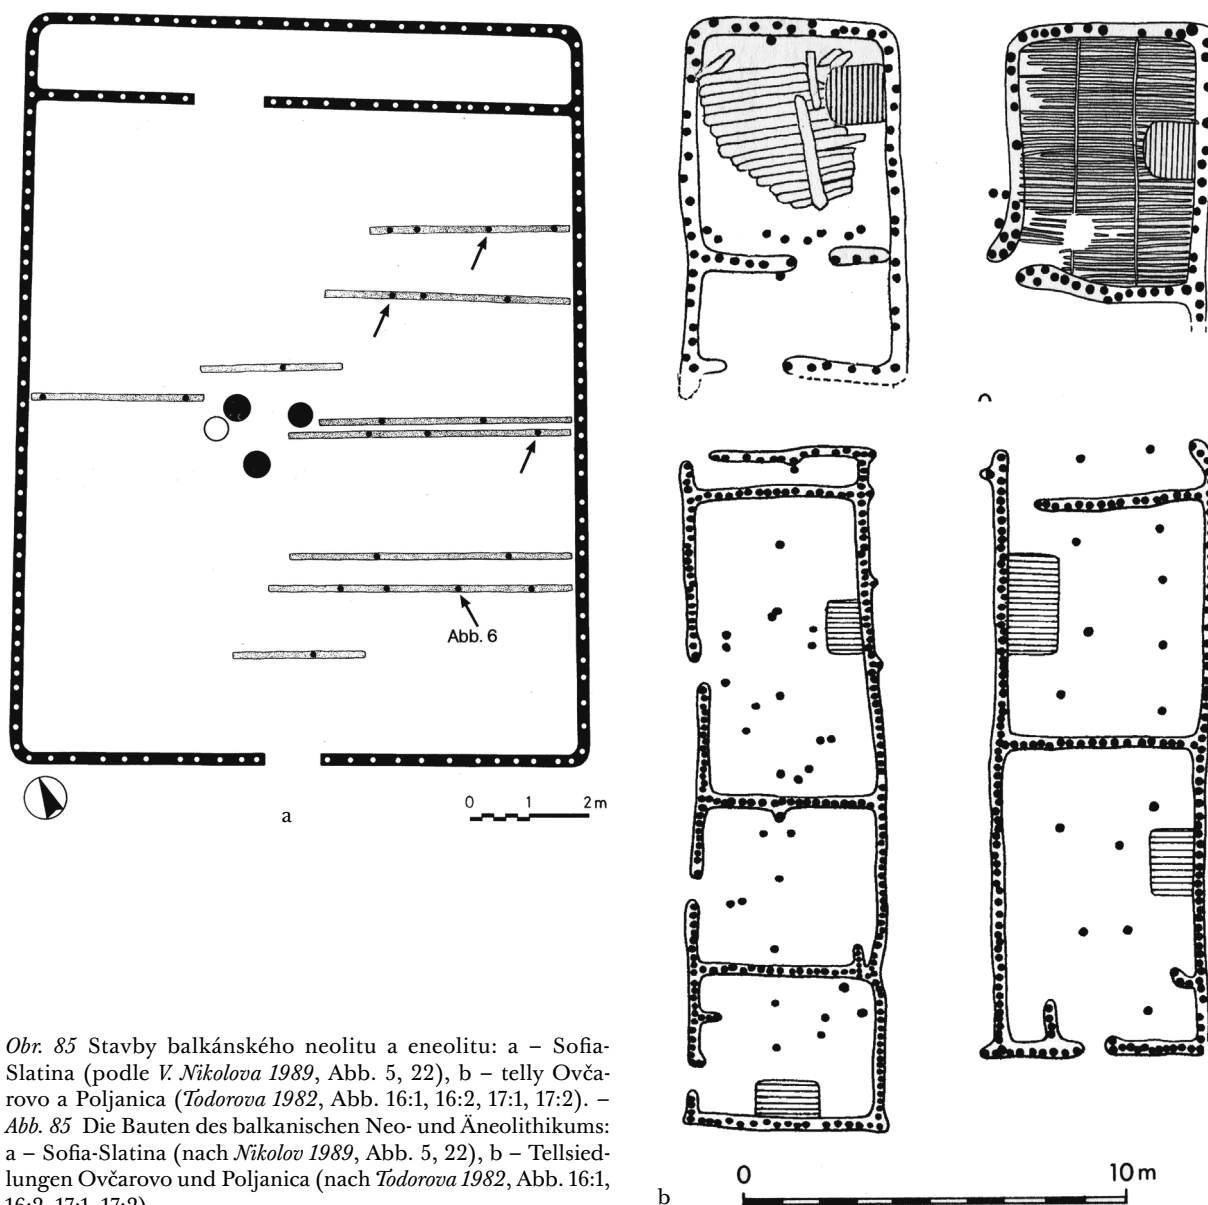 Abb. 6
0 1 2 m
a
Obr. 85 Stavby balkánského neolitu a eneolitu: a – Sofia-
Slatina (podle V. Nikolova 1989, Abb. 5, 22), b – telly Ovča-
rovo a Poljanica (Todorova 1982, Abb. 16:1, 16:2, 17:1, 17:2). –
Abb. 85 Die Bauten des balkanischen Neo- und Äneolithikums:
a – Sofia-Slatina (nach Nikolov 1989, Abb. 5, 22), b – Tellsied-
lungen Ovčarovo und Poljanica (nach Todorova 1982, Abb. 16:1,
16:2, 17:1, 17:2).
0 10 m
b